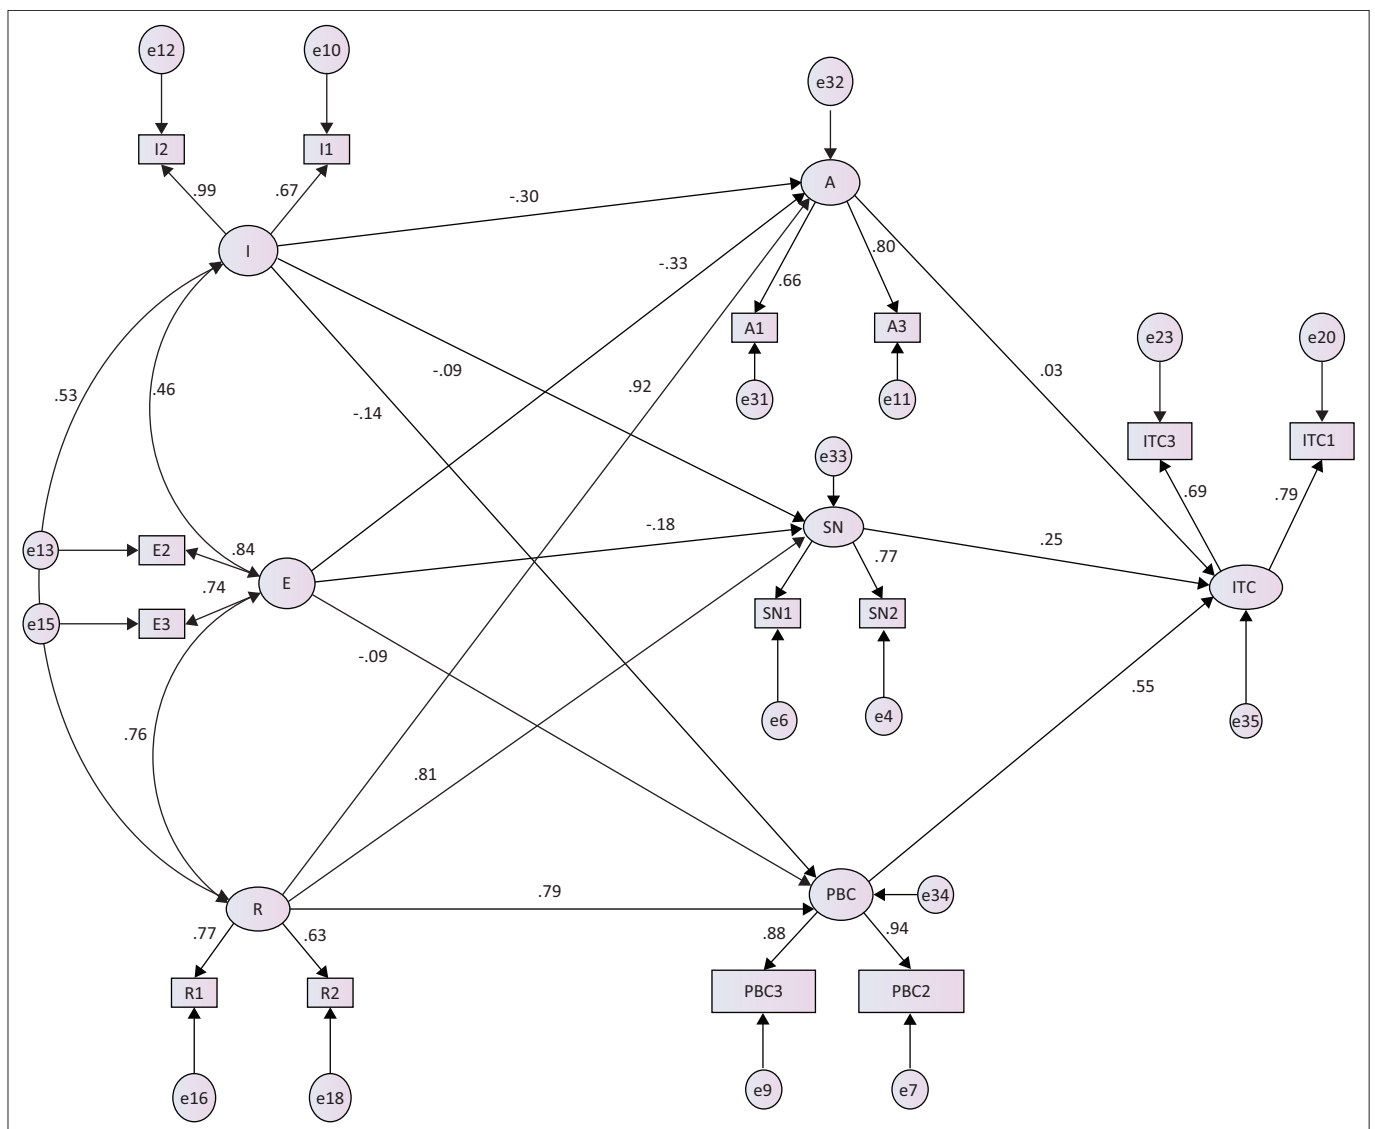 e12
e10
e32
I2
I1
.99
.67
A
-.30
I
-.33
.80
.66
A1
A3
e23
e20
.53
.46
-.09
.92
.03
e31
e11
-.14
ITC3
ITC1
e33
.69
.79
SN
-.18
.25
e13
E2
.84
.77
E
.74
ITC
e15
E3
SN1
SN2
-.09
.55
e6
e4
e35
.76
.81
.79
PBC
e34
R
.77
.63
.88
.94
R1
R2
PBC3
PBC2
e16
e18
e9
e7